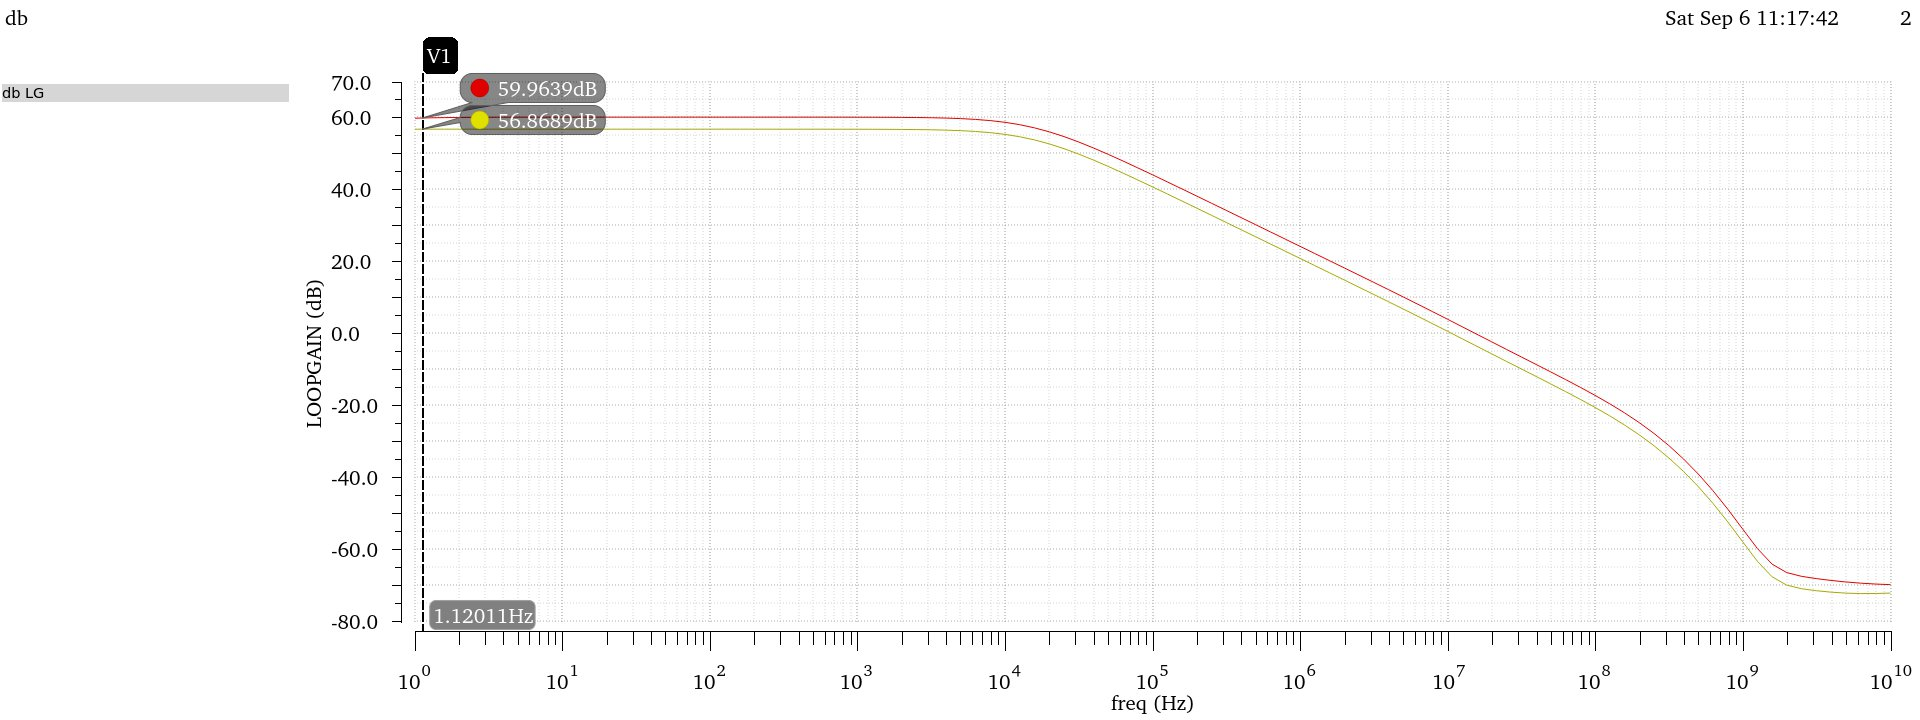 db
Sat Sep 6 11:17:42 2
V1
db LG
59.9639dB
56.8689dB
70.0
60.0
40.0
20.0
0.0
-20.0
-40.0
-60.0
-80.0
LOOPGAIN (dB)
1.12011Hz
10^0 10^1 10^2 10^3 10^4 10^5 10^6 10^7 10^8 10^9 10^10
freq (Hz)